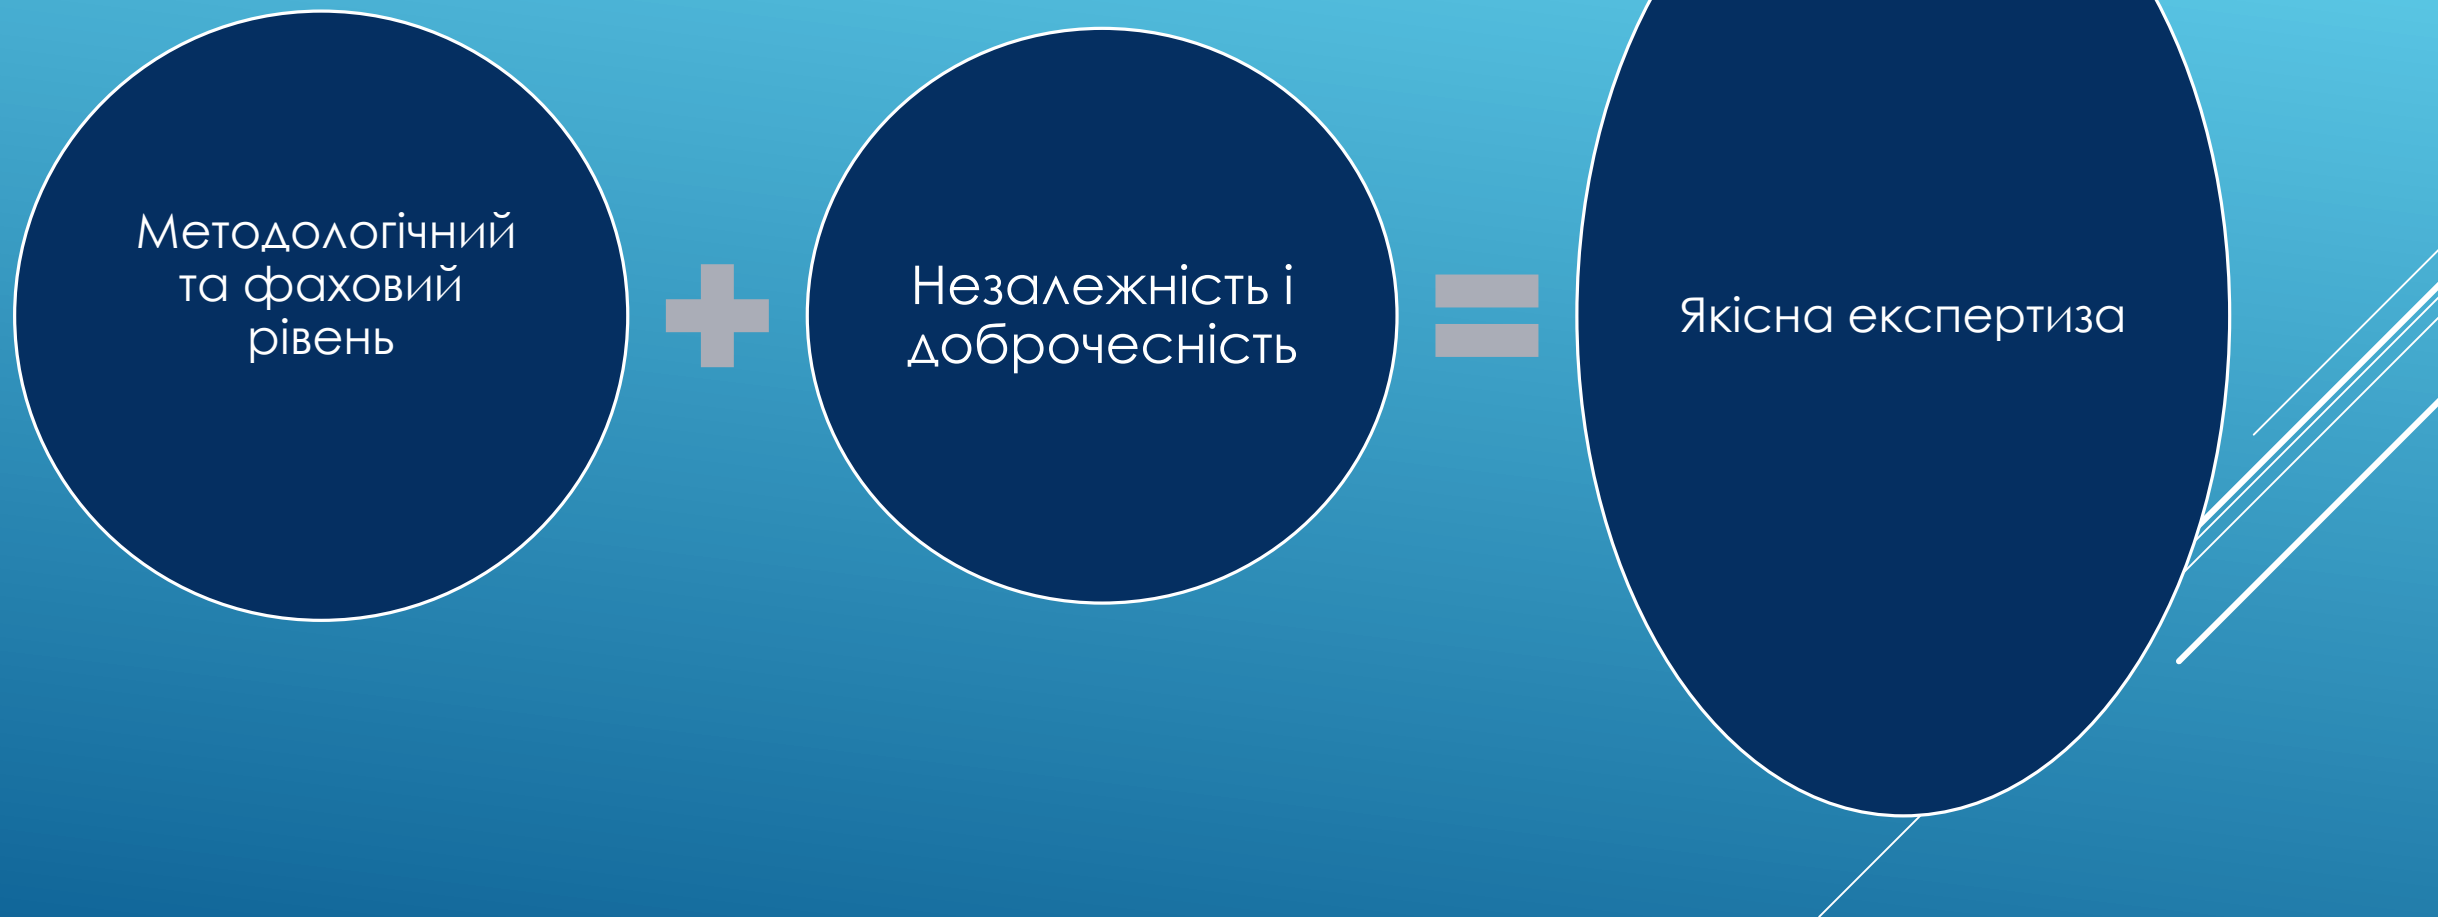 Методологічний
та фаховий
рівень
Незалежність і
доброчесність
Якісна експертиза